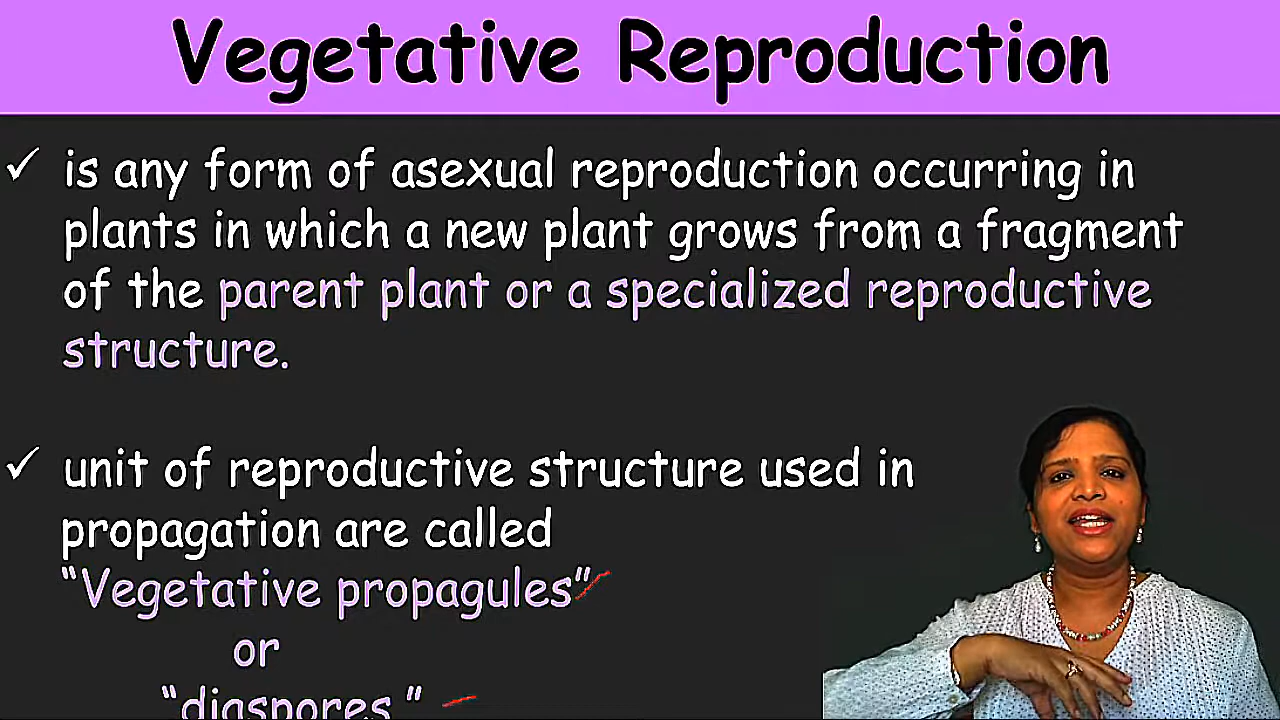 Vegetative Reproduction
✓ is any form of asexual reproduction occurring in
plants in which a new plant grows from a fragment
of the parent plant or a specialized reproductive
structure.
✓ unit of reproductive structure used in
propagation are called
“Vegetative propagules”
or
“diaspores ”